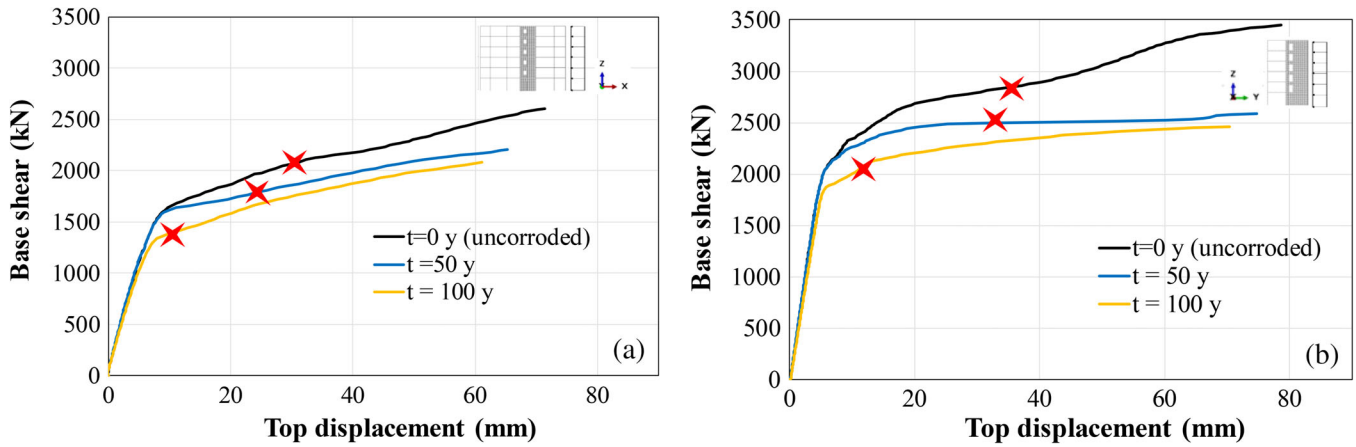 3500
3000
2500
2000
1500
1000
500
0
Base shear (kN)
0 20 40 60 80
Top displacement (mm)
Z
X
t=0 y (uncorroded)
t =50 y
t = 100 y
(a)
3500
3000
2500
2000
1500
1000
500
0
Base shear (kN)
0 20 40 60 80
Top displacement (mm)
Z
X Y
t=0 y (uncorroded)
t = 50 y
t = 100 y
(b)